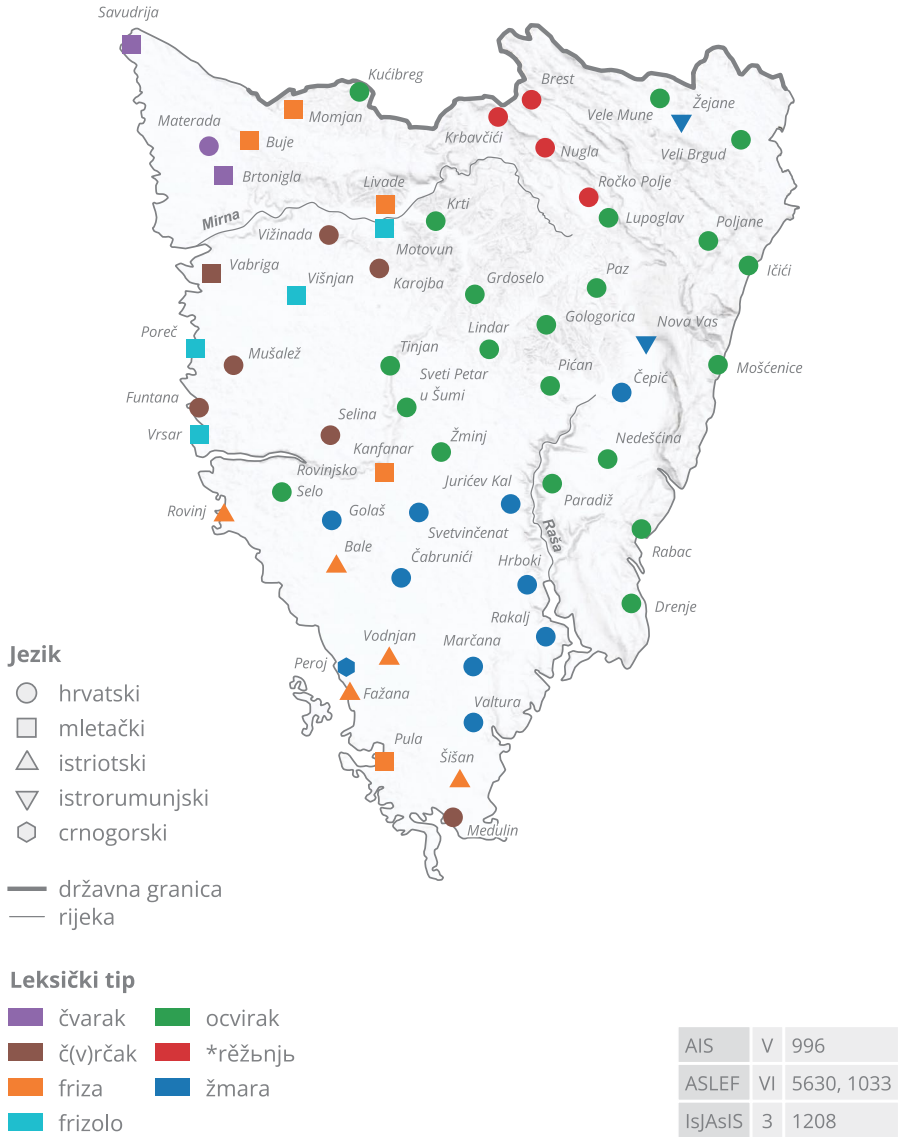 Savudrija
Kućibreg
Brest
Momjan
Vele Mune
Žejane
Materada
Buje
Krbavčići
Nugla
Veli Brgud
Brtonigla
Livade
Ročko Polje
Mirna
Krti
Lupoglav
Poljane
Vižinada
Motovun
Vabriga
Višnjan
Karojba
Grdoselo
Paz
Ičići
Gologorica
Nova Vas
Poreč
Lindar
Mušalež
Tinjan
Pićan
Mošćenice
Sveti Petar
u Šumi
Čepić
Funtana
Selina
Vrsar
Žminj
Nedešćina
Kanfanar
Rovinjsko
Selo
Jurićev Kal
Paradiž
Rovinj
Golaš
Svetvinčenat
Raša
Rabac
Bale
Čabrunići
Hrboki
Drenje
Rakalj
Vodnjan
Marčana
Peroj
Fažana
Valtura
Pula
Šišan
Medulin
Jezik
hrvatski
mletački
istriotski
istrorumunjski
crnogorski
državna granica
rijeka
Leksički tip
čvarak
ocvirak
č(v)rčak
*rěžьnjь
friza
žmara
frizolo
AIS V 996
ASLEF VI 5630, 1033
IsJAsIS 3 1208